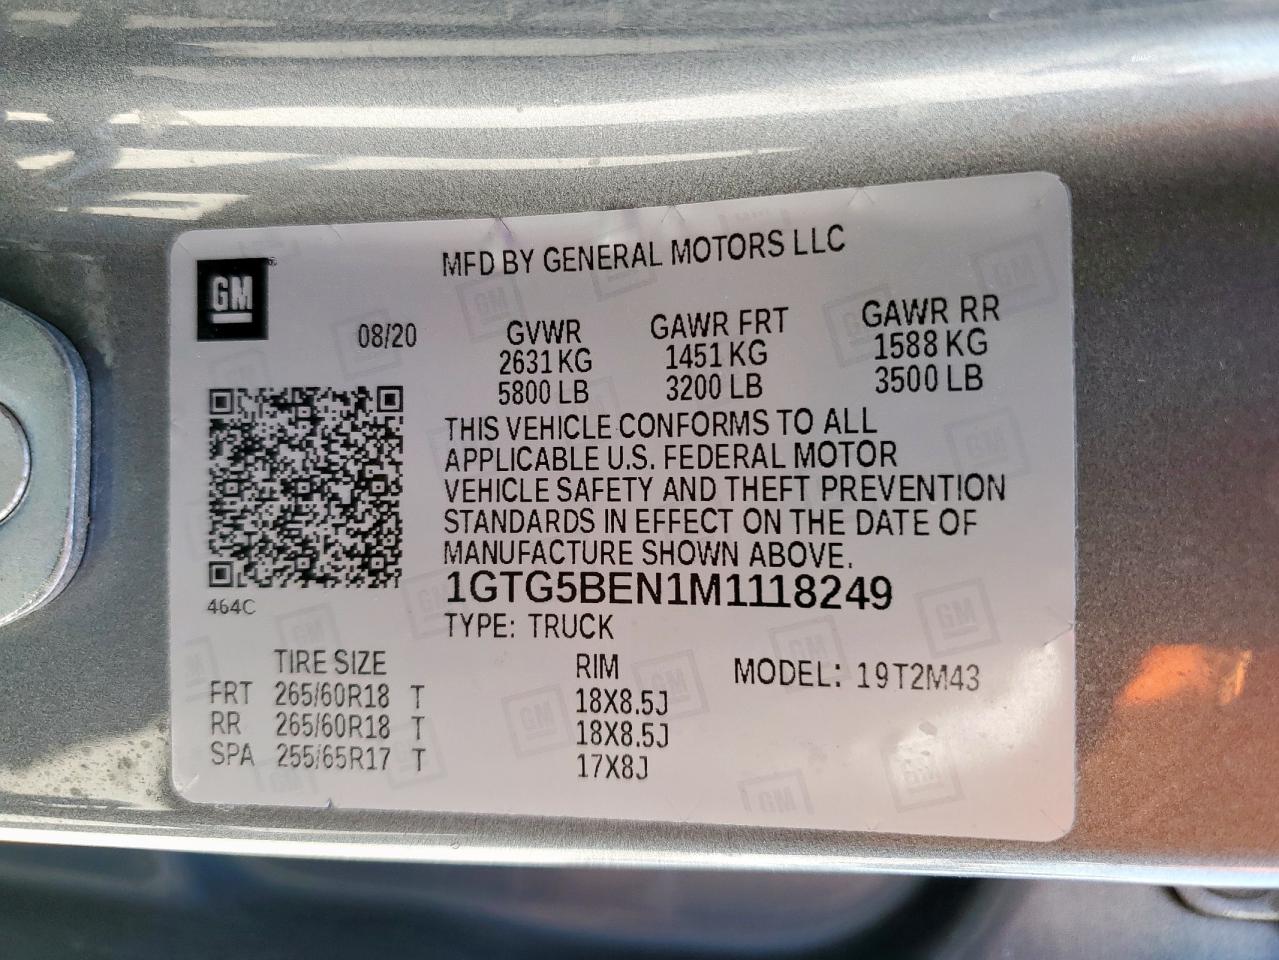 MFD BY GENERAL MOTORS LLC
GM
08/20
GVWR GAWR FRT GAWR RR
2631 KG 1451 KG 1588 KG
5800 LB 3200 LB 3500 LB
THIS VEHICLE CONFORMS TO ALL
APPLICABLE U.S. FEDERAL MOTOR
VEHICLE SAFETY AND THEFT PREVENTION
STANDARDS IN EFFECT ON THE DATE OF
MANUFACTURE SHOWN ABOVE.
1GTG5BEN1M1118249
464C
TYPE: TRUCK
TIRE SIZE RIM MODEL: 19T2M43
FRT 265/60R18 T 18X8.5J
RR 265/60R18 T 18X8.5J
SPA 255/65R17 T 17X8J